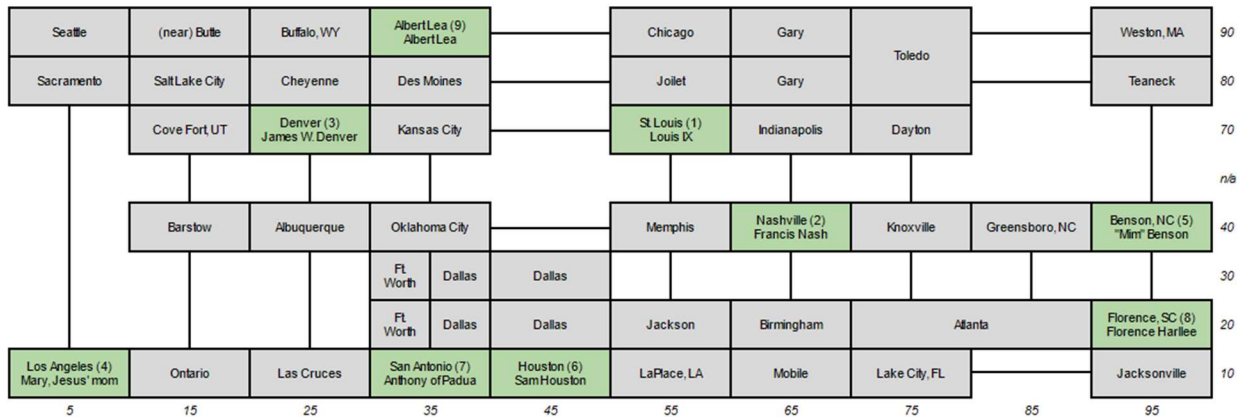 Seattle
(near) Butte
Buffalo, WY
Albert Lea (9)
Albert Lea
Chicago
Gary
Toledo
Weston, MA
90
Sacramento
Salt Lake City
Cheyenne
Des Moines
Joilet
Gary
Teaneck
80
Cove Fort, UT
Denver (3)
James W. Denver
Kansas City
St. Louis (1)
Louis IX
Indianapolis
Dayton
70
n/a
Barstow
Albuquerque
Oklahoma City
Memphis
Nashville (2)
Francis Nash
Knoxville
Greensboro, NC
Benson, NC (5)
"Mim" Benson
40
Ft.
Worth
Dallas
Dallas
30
Ft.
Worth
Dallas
Dallas
Jackson
Birmingham
Atlanta
Florence, SC (8)
Florence Harllee
20
Los Angeles (4)
Mary, Jesus' mom
Ontario
Las Cruces
San Antonio (7)
Anthony of Padua
Houston (6)
Sam Houston
LaPlace, LA
Mobile
Lake City, FL
Jacksonville
10
5
15
25
35
45
55
65
75
85
95